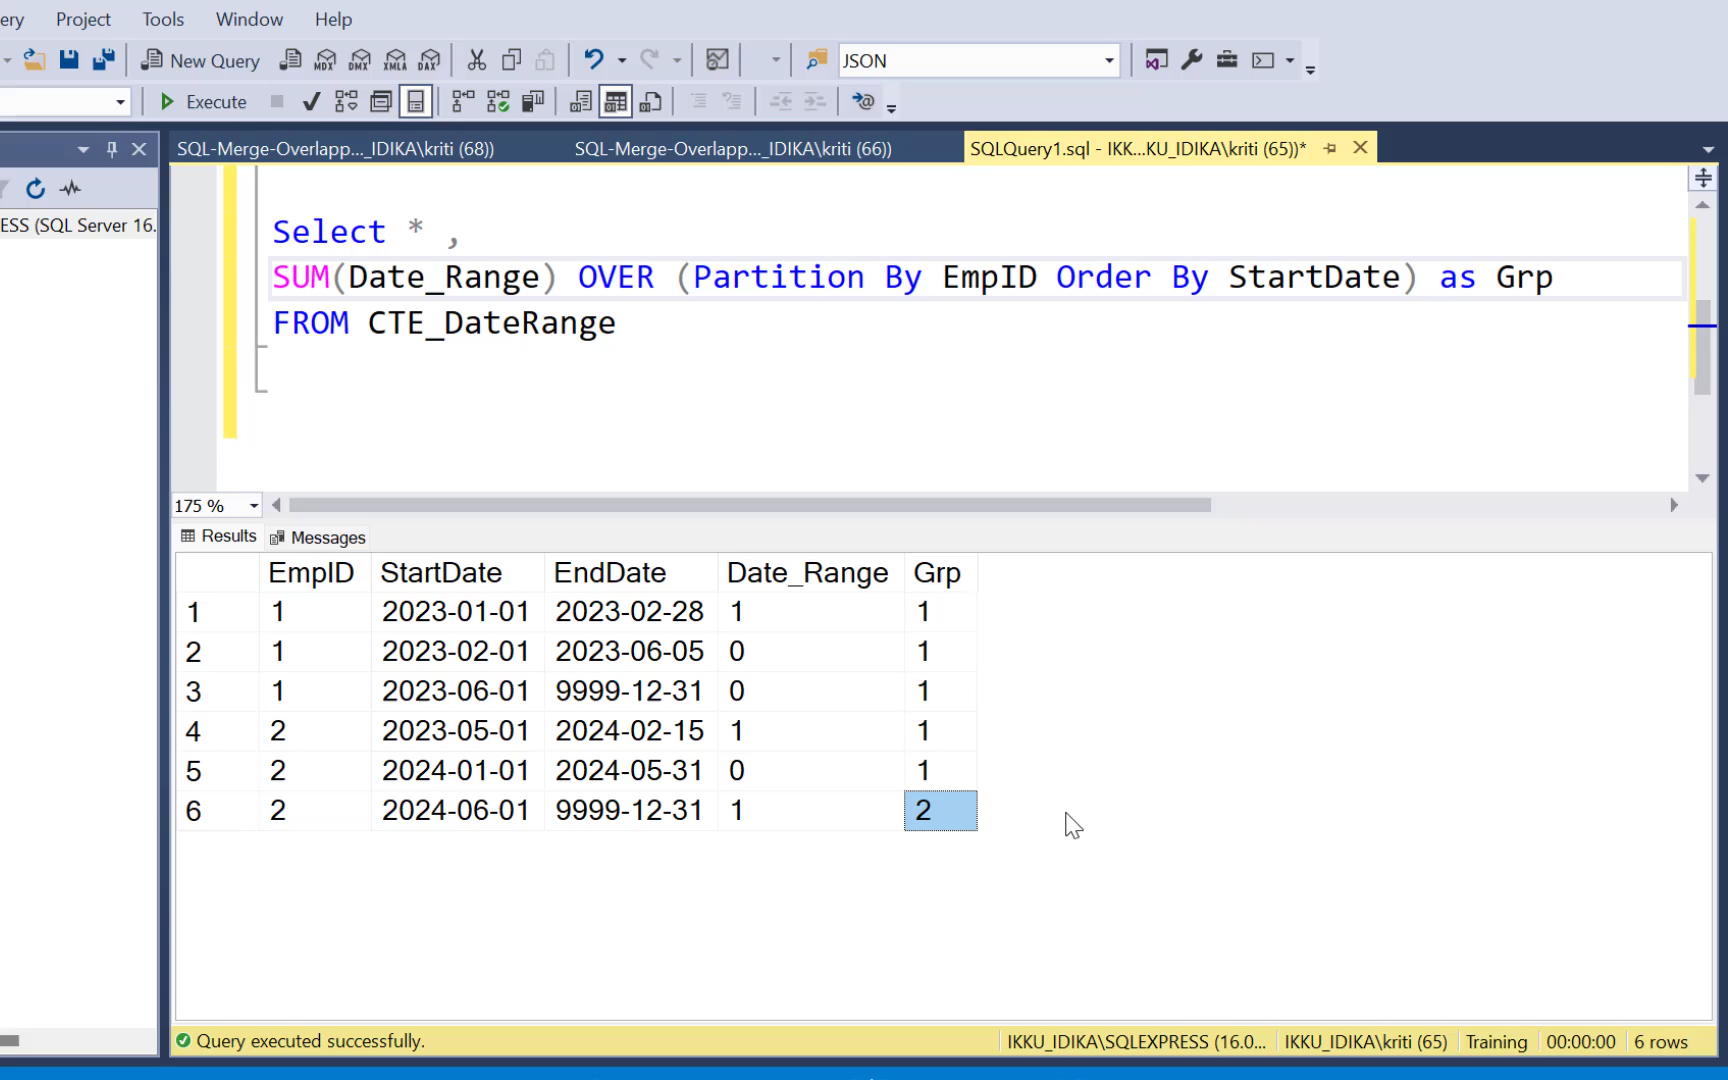 ery Project Tools Window Help
New Query MDX DMX XMLA DAX JSON
Execute
SQL-Merge-Overlapp..._IDIKA\kriti (68)) SQL-Merge-Overlapp..._IDIKA\kriti (66)) SQLQuery1.sql - IKK...KU_IDIKA\kriti (65))*
ESS (SQL Server 16.
Select * ,
SUM(Date_Range) OVER (Partition By EmpID Order By StartDate) as Grp
FROM CTE_DateRange
175 %
Results Messages
EmpID StartDate EndDate Date_Range Grp
1 1 2023-01-01 2023-02-28 1 1
2 1 2023-02-01 2023-06-05 0 1
3 1 2023-06-01 9999-12-31 0 1
4 2 2023-05-01 2024-02-15 1 1
5 2 2024-01-01 2024-05-31 0 1
6 2 2024-06-01 9999-12-31 1 2
Query executed successfully. IKKU_IDIKA\SQLEXPRESS (16.0... IKKU_IDIKA\kriti (65) Training 00:00:00 6 rows